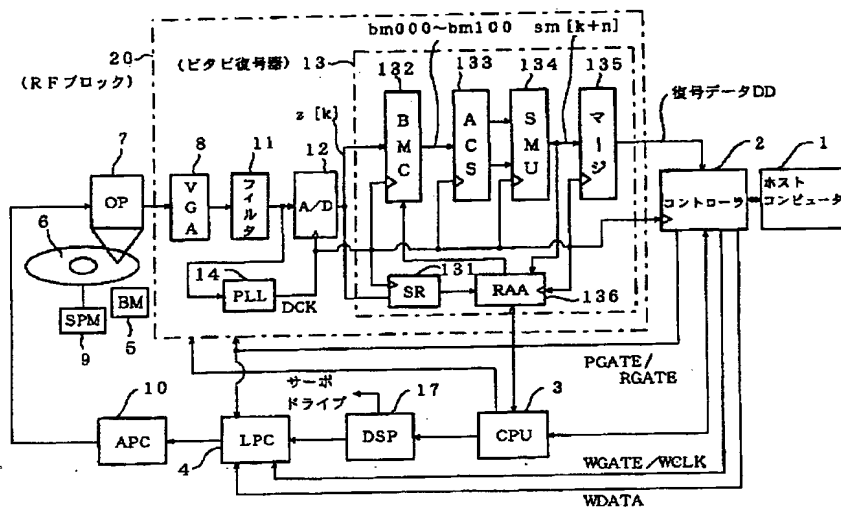 bm000~bm100 sm[k+n]
20
(RFブロック)
(ビタビ復号器)
13
132
133
134
135
復号データDD
z[k]
7
8
11
12
2
1
OP
VGA
フィルタ
A/D
BMC
ACS
SMU
マージ
コントローラ
ホストコンピュータ
6
14
131
PLL
DCK
SR
RAA
136
SPM
BM
9
5
PGATE/
RGATE
サーボ
ドライブ
10
17
3
APC
LPC
DSP
CPU
4
WGATE/WCLK
WDATA